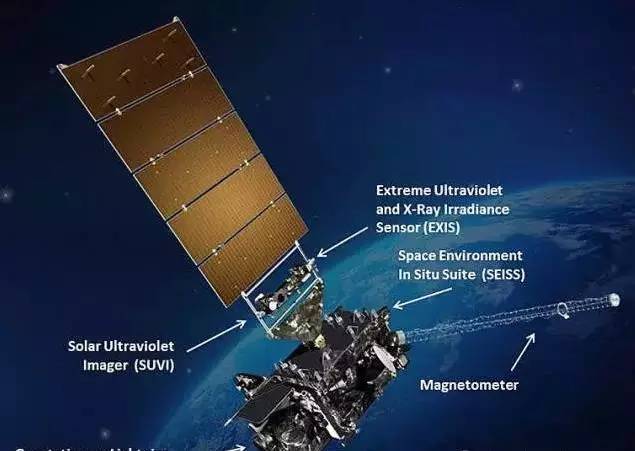 Extreme Ultraviolet
and X-Ray Irradiance
Sensor (EXIS)
Space Environment
In Situ Suite (SEISS)
Solar Ultraviolet
Imager (SUVI)
Magnetometer